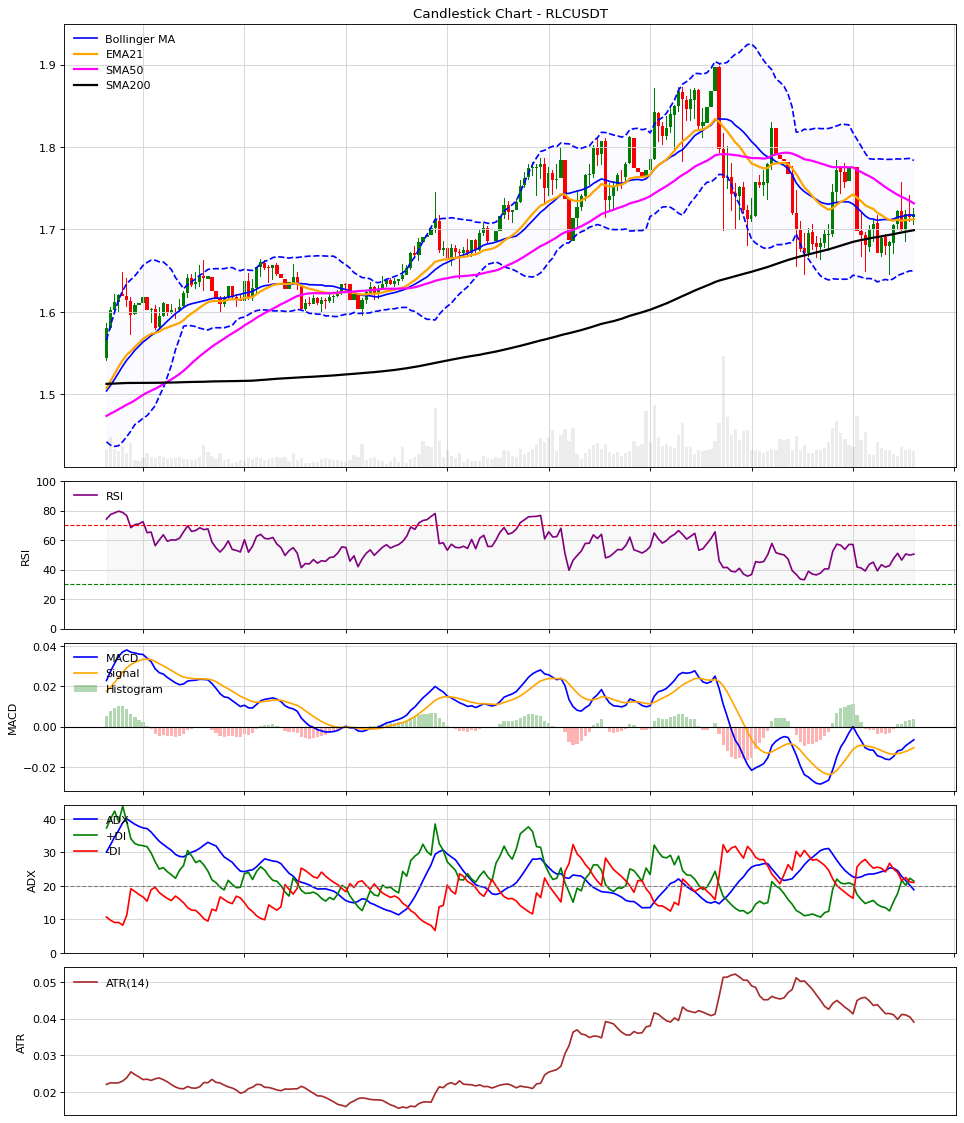 Candlestick Chart - RLCUSDT
Bollinger MA
EMA21
SMA50
SMA200
1.9
1.8
1.7
1.6
1.5
RSI
RSI
100
80
60
40
20
0
MACD
Signal
Histogram
MACD
0.04
0.02
0.00
−0.02
ADX
+DI
-DI
ADX
40
30
20
10
0
ATR(14)
ATR
0.05
0.04
0.03
0.02